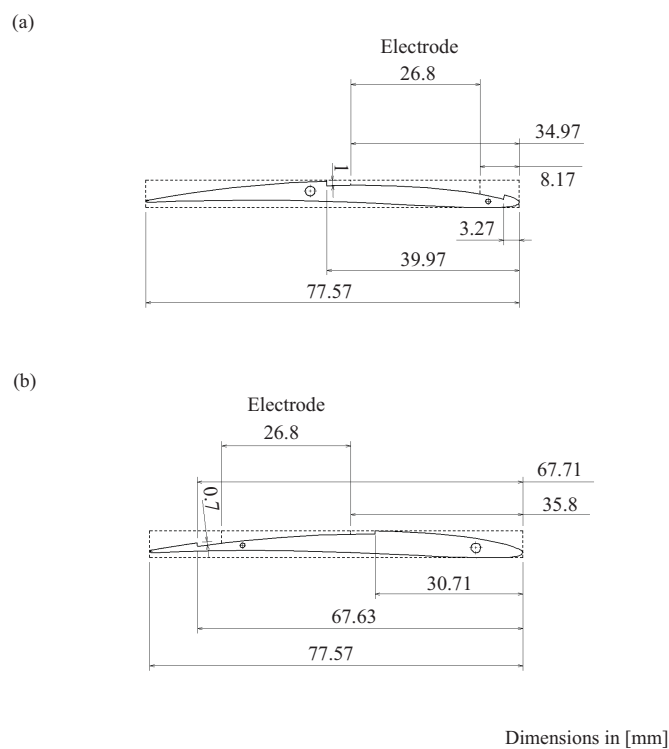 (a)
Electrode
26.8
34.97
1
8.17
3.27
39.97
77.57
(b)
Electrode
26.8
67.71
0.7
35.8
30.71
67.63
77.57
Dimensions in [mm]